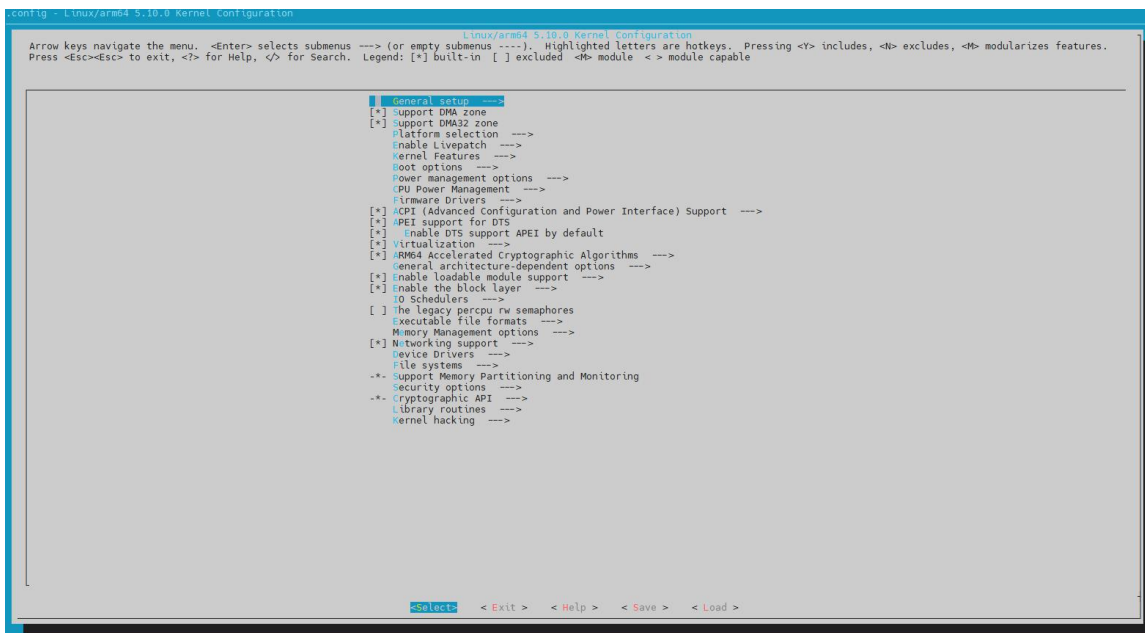 .config - Linux/arm64 5.10.0 Kernel Configuration
Linux/arm64 5.10.0 Kernel Configuration
Arrow keys navigate the menu.  <Enter> selects submenus ---> (or empty submenus ----).  Highlighted letters are hotkeys.  Pressing <Y> includes, <N> excludes, <M> modularizes features.
Press <Esc><Esc> to exit, <?> for Help, </> for Search.  Legend: [*] built-in  [ ] excluded  <M> module  < > module capable
General setup  --->
[*] Support DMA zone
[*] Support DMA32 zone
Platform selection  --->
Enable Livepatch  --->
Kernel Features  --->
Boot options  --->
Power management options  --->
CPU Power Management  --->
Firmware Drivers  --->
[*] ACPI (Advanced Configuration and Power Interface) Support  --->
[*] APEI support for DTS
[*]   Enable DTS support APEI by default
[*] Virtualization  --->
[*] ARM64 Accelerated Cryptographic Algorithms  --->
General architecture-dependent options  --->
[*] Enable loadable module support  --->
[*] Enable the block layer  --->
IO Schedulers  --->
[ ] The legacy percpu rw semaphores
Executable file formats  --->
Memory Management options  --->
[*] Networking support  --->
Device Drivers  --->
File systems  --->
-*- Support Memory Partitioning and Monitoring
Security options  --->
-*- Cryptographic API  --->
Library routines  --->
Kernel hacking  --->
<Select>    < Exit >    < Help >    < Save >    < Load >